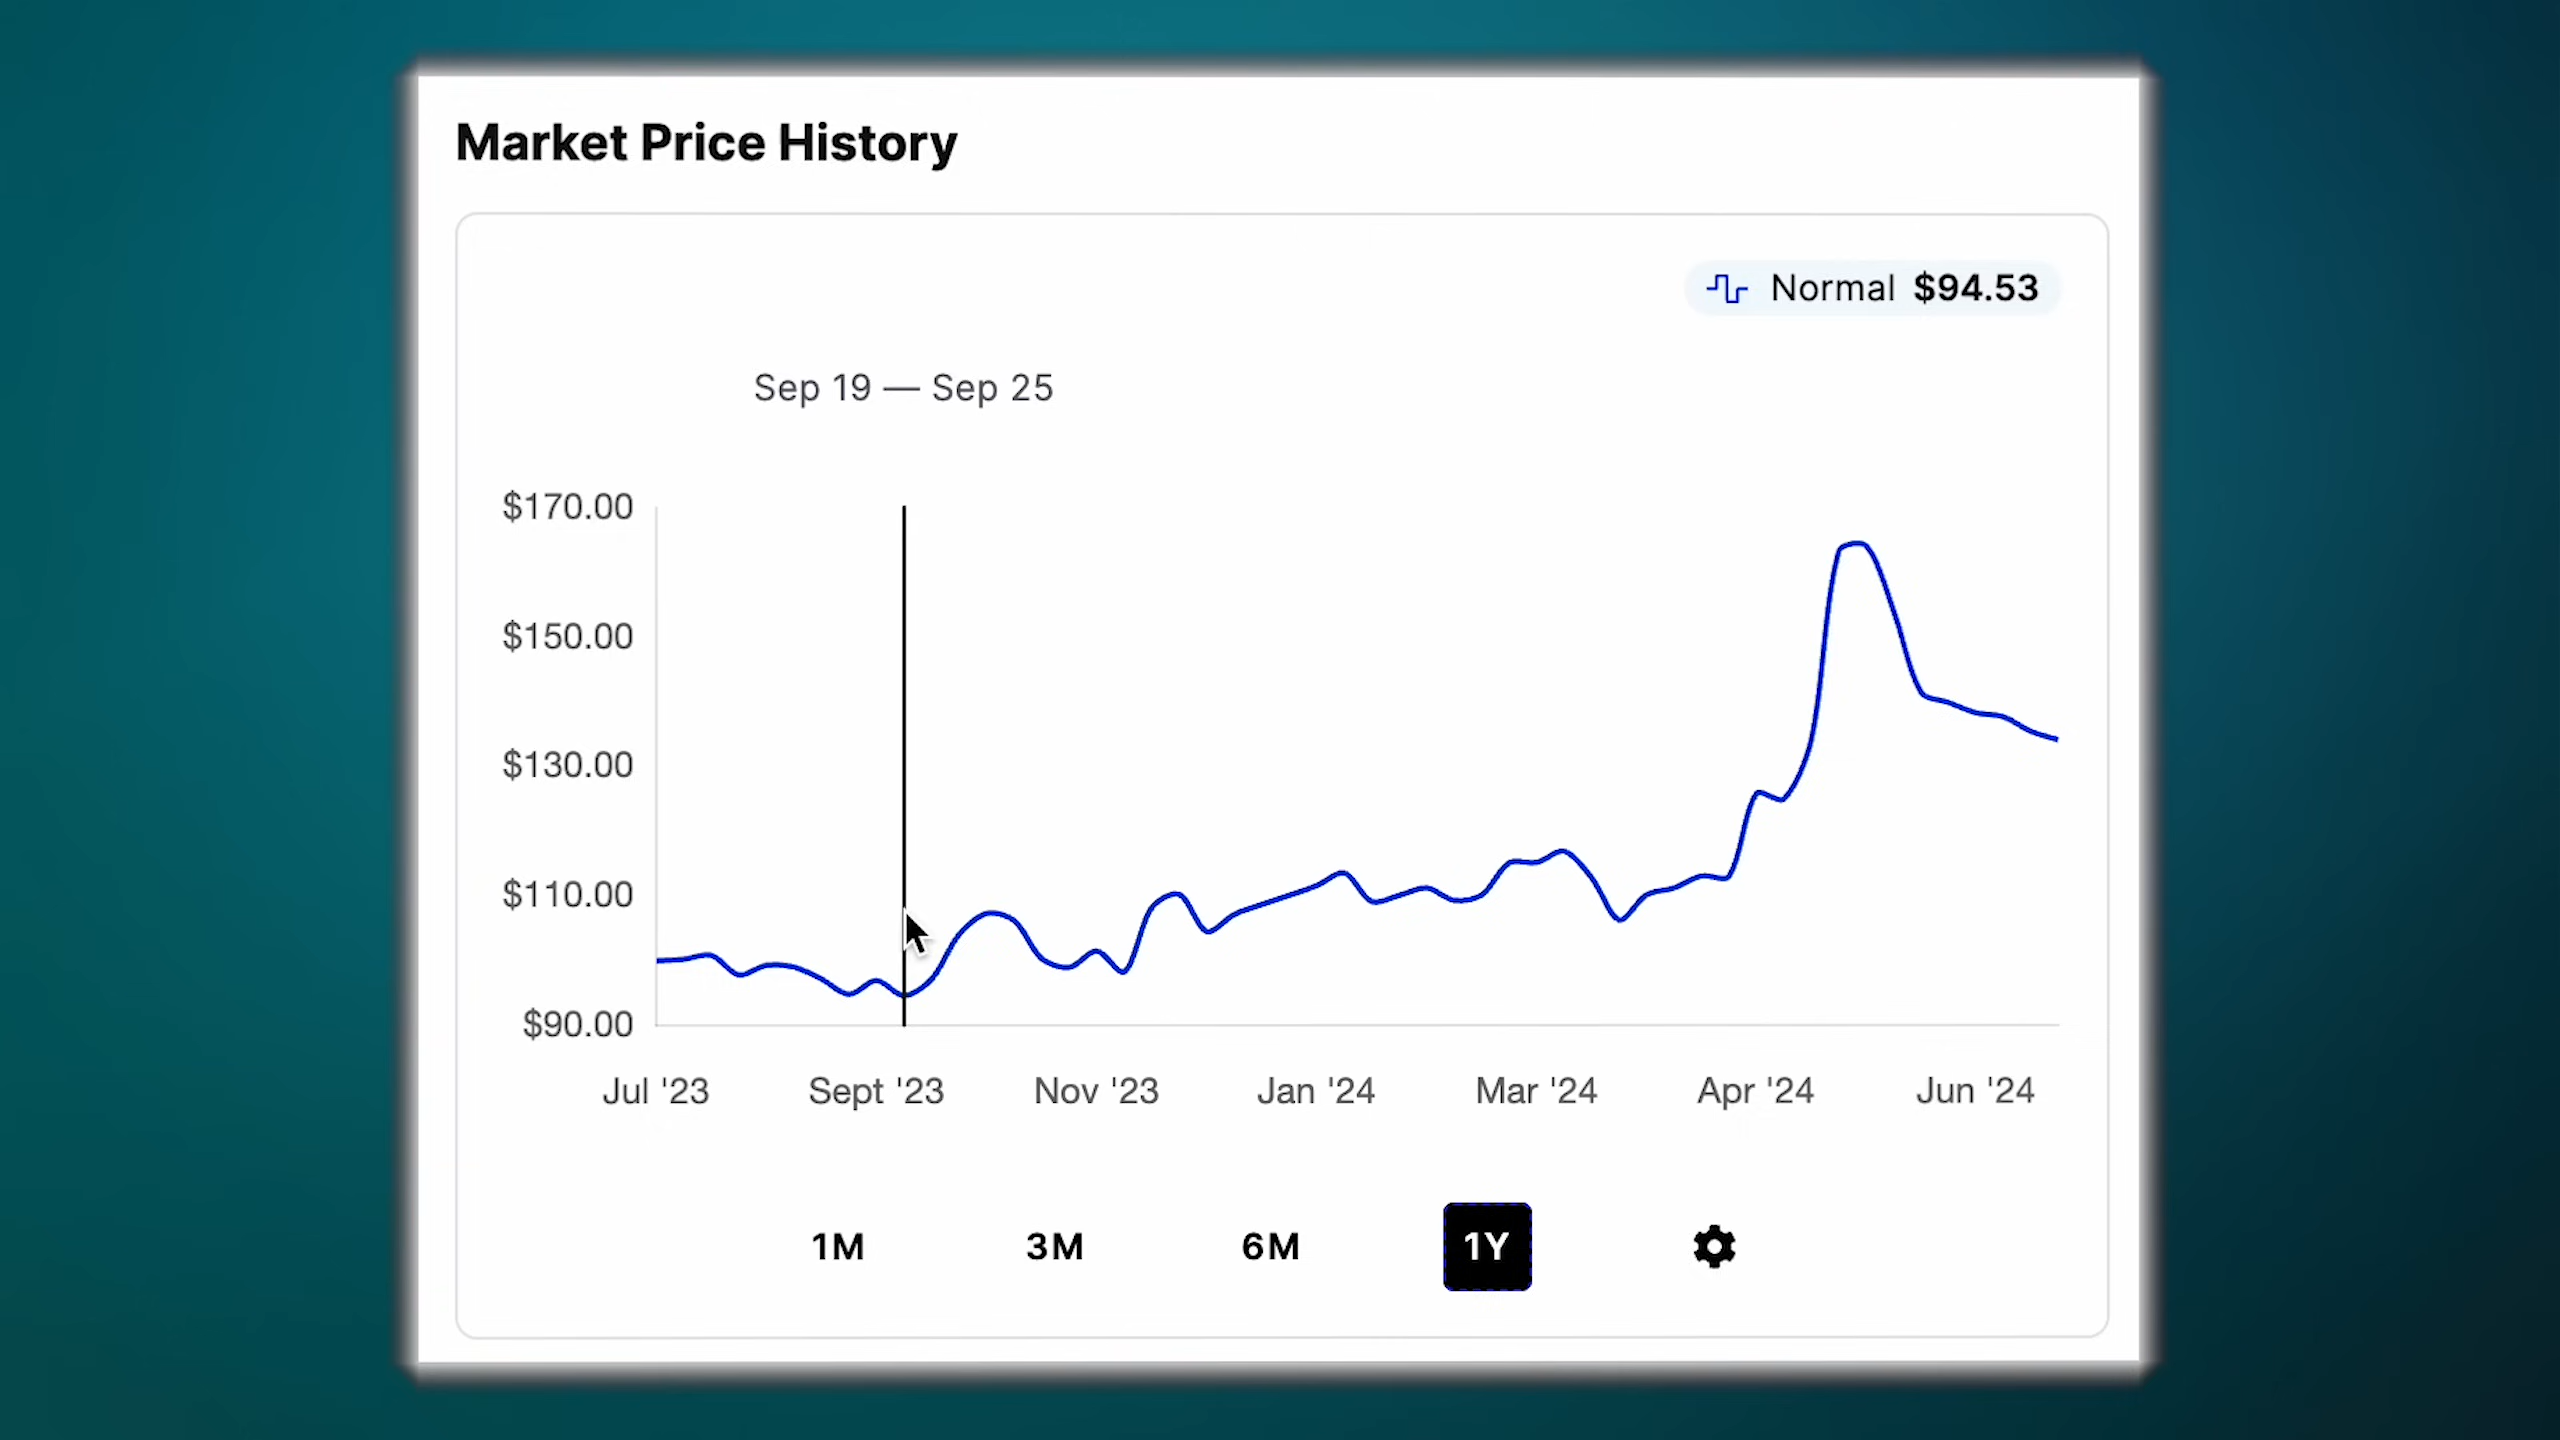 Market Price History
Normal $94.53
Sep 19 — Sep 25
$170.00
$150.00
$130.00
$110.00
$90.00
Jul '23 Sept '23 Nov '23 Jan '24 Mar '24 Apr '24 Jun '24
1M 3M 6M 1Y